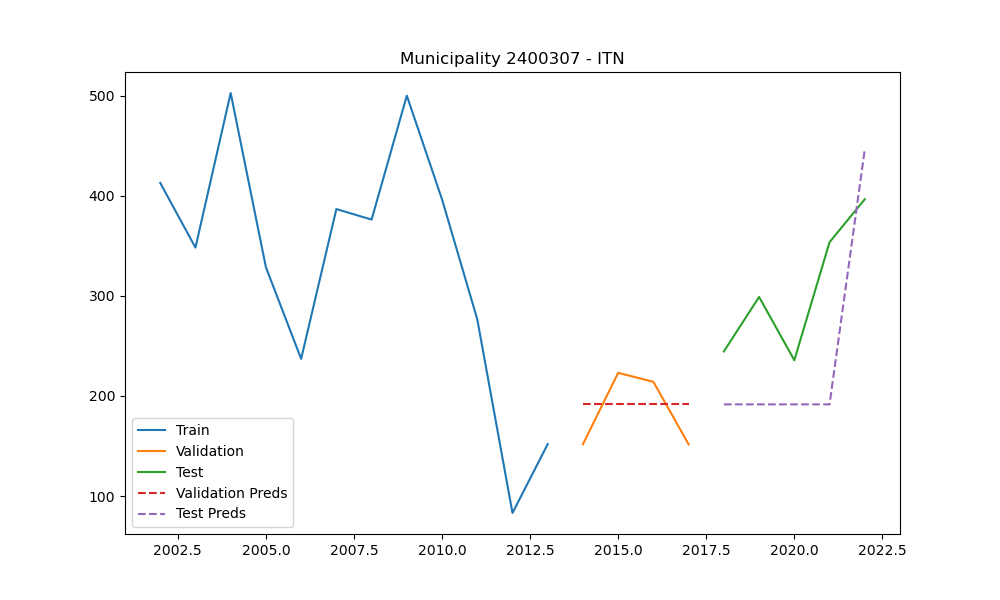 Municipality 2400307 - ITN
500
400
300
200
100
Train
Validation
Test
Validation Preds
Test Preds
2002.5 2005.0 2007.5 2010.0 2012.5 2015.0 2017.5 2020.0 2022.5